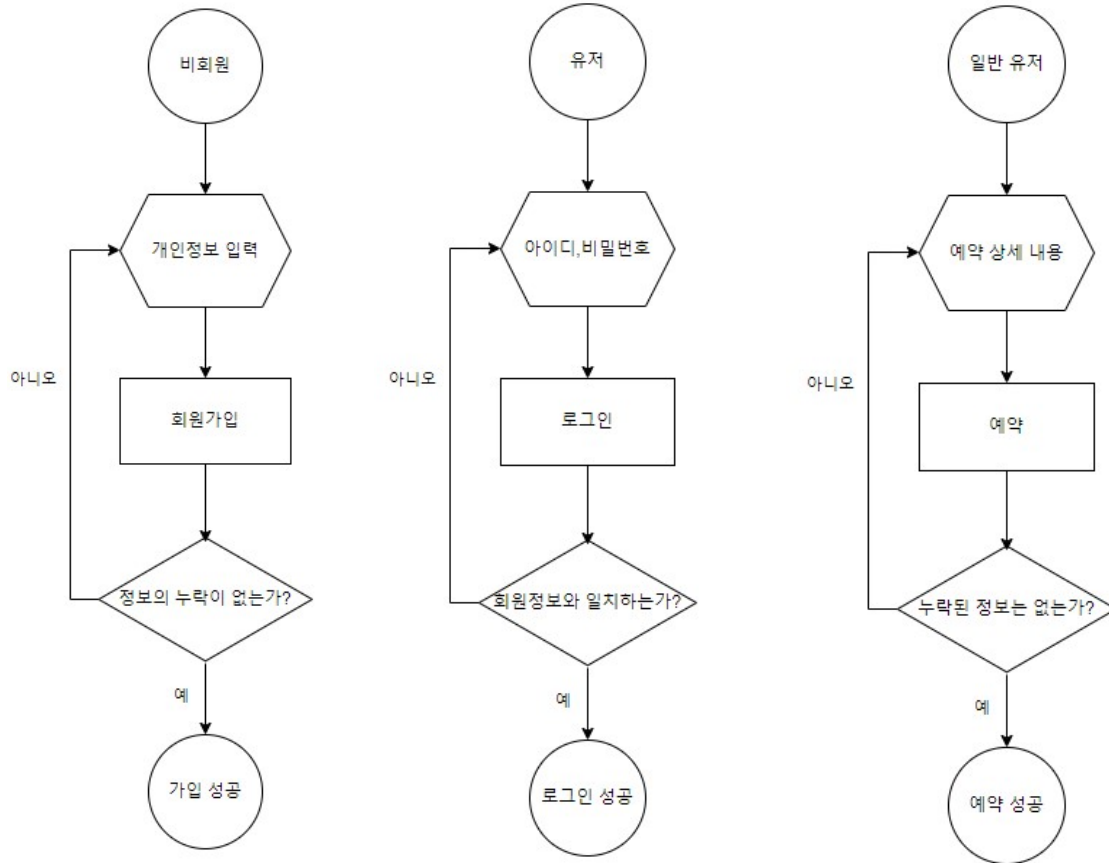 비회원
개인정보 입력
아니오
회원가입
정보의 누락이 없는가?
예
가입 성공
유저
아이디,비밀번호
아니오
로그인
회원정보와 일치하는가?
예
로그인 성공
일반 유저
예약 상세 내용
아니오
예약
누락된 정보는 없는가?
예
예약 성공